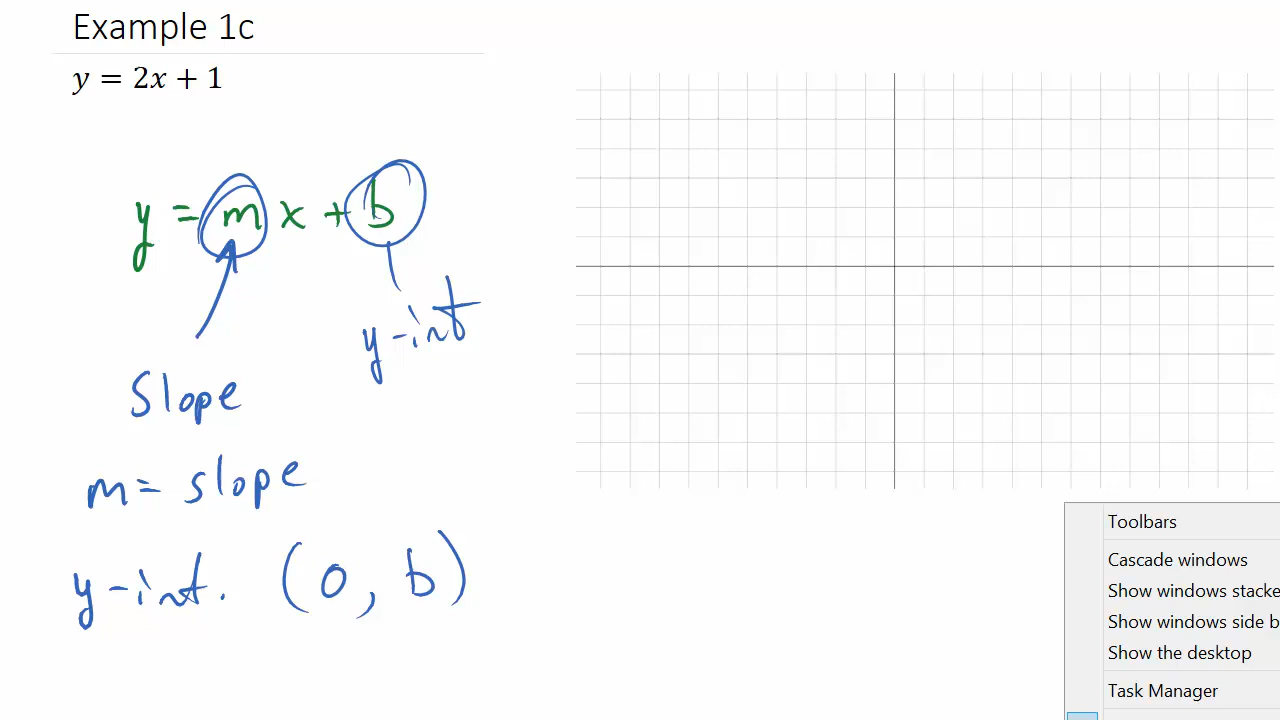 Example 1c
y = 2x + 1
y = mx + b
y-int
Slope
m = slope
y-int. (0, b)
Toolbars
Cascade windows
Show windows stacke
Show windows side b
Show the desktop
Task Manager